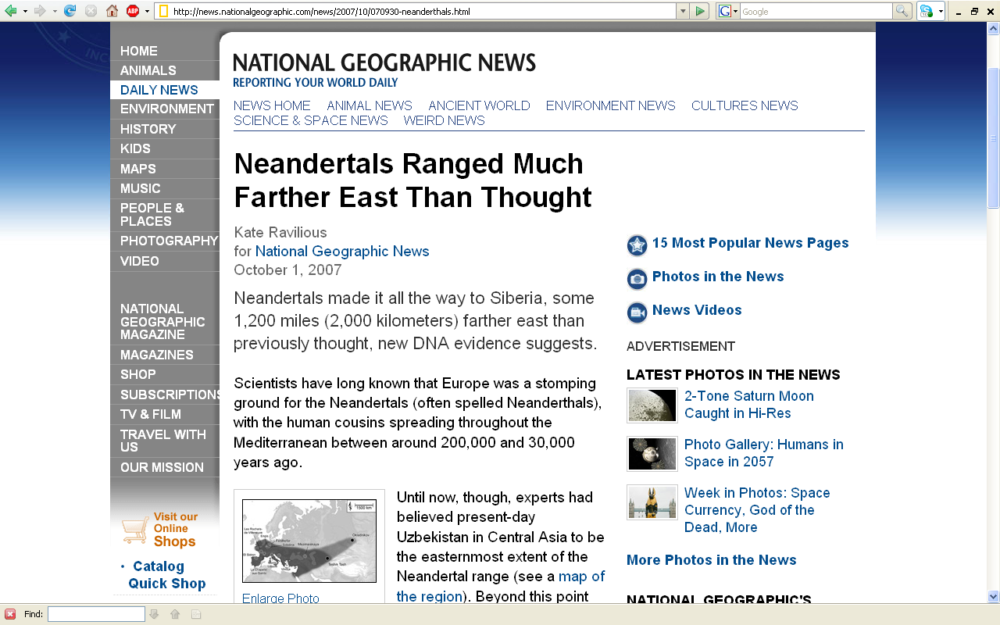 http://news.nationalgeographic.com/news/2007/10/070930-neanderthals.html
Google
ABP
HOME
ANIMALS
DAILY NEWS
ENVIRONMENT
HISTORY
KIDS
MAPS
MUSIC
PEOPLE &
PLACES
PHOTOGRAPHY
VIDEO
NATIONAL
GEOGRAPHIC
MAGAZINE
MAGAZINES
SHOP
SUBSCRIPTIONS
TV & FILM
TRAVEL WITH
US
OUR MISSION
Visit our
Online
Shops
• Catalog
Quick Shop
NATIONAL GEOGRAPHIC NEWS
REPORTING YOUR WORLD DAILY
NEWS HOME ANIMAL NEWS ANCIENT WORLD ENVIRONMENT NEWS CULTURES NEWS
SCIENCE & SPACE NEWS WEIRD NEWS
Neandertals Ranged Much
Farther East Than Thought
Kate Ravilious
for National Geographic News
October 1, 2007
Neandertals made it all the way to Siberia, some
1,200 miles (2,000 kilometers) farther east than
previously thought, new DNA evidence suggests.
Scientists have long known that Europe was a stomping
ground for the Neandertals (often spelled Neanderthals),
with the human cousins spreading throughout the
Mediterranean between around 200,000 and 30,000
years ago.
1500 km
Okladnikov
Teshik Tash
Mezmaiskaya
Feldhofer
Enlarge Photo
Until now, though, experts had
believed present-day
Uzbekistan in Central Asia to be
the easternmost extent of the
Neandertal range (see a map of
the region). Beyond this point
15 Most Popular News Pages
Photos in the News
News Videos
ADVERTISEMENT
LATEST PHOTOS IN THE NEWS
2-Tone Saturn Moon
Caught in Hi-Res
Photo Gallery: Humans in
Space in 2057
Week in Photos: Space
Currency, God of the
Dead, More
More Photos in the News
NATIONAL GEOGRAPHIC'S
Find: